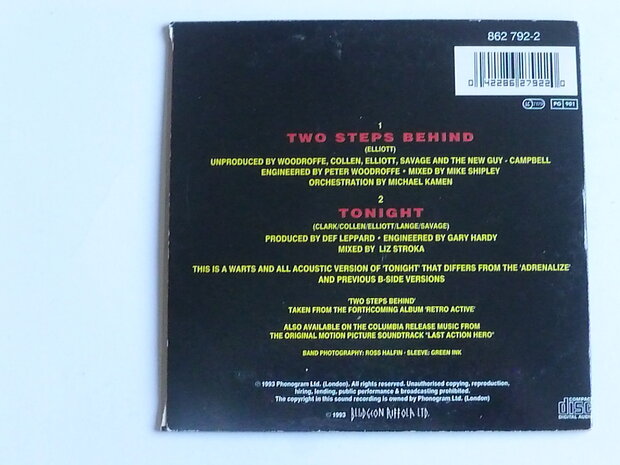 862 792-2
0 42286 27922 0
PG 901
1
TWO STEPS BEHIND
(ELLIOTT)
UNPRODUCED BY WOODROFFE, COLLEN, ELLIOTT, SAVAGE AND THE NEW GUY - CAMPBELL
ENGINEERED BY PETER WOODROFFE • MIXED BY MIKE SHIPLEY
ORCHESTRATION BY MICHAEL KAMEN
2
TONIGHT
(CLARK/COLLEN/ELLIOTT/LANGE/SAVAGE)
PRODUCED BY DEF LEPPARD • ENGINEERED BY GARY HARDY
MIXED BY LIZ STROKA
THIS IS A WARTS AND ALL ACOUSTIC VERSION OF 'TONIGHT' THAT DIFFERS FROM THE 'ADRENALIZE'
AND PREVIOUS B-SIDE VERSIONS
'TWO STEPS BEHIND'
TAKEN FROM THE FORTHCOMING ALBUM 'RETRO ACTIVE'
ALSO AVAILABLE ON THE COLUMBIA RELEASE MUSIC FROM
THE ORIGINAL MOTION PICTURE SOUNDTRACK 'LAST ACTION HERO'
BAND PHOTOGRAPHY: ROSS HALFIN · SLEEVE: GREEN INK
℗ 1993 Phonogram Ltd. (London). All rights reserved. Unauthorised copying, reproduction,
hiring, lending, public performance & broadcasting prohibited.
The copyright in this sound recording is owned by Phonogram Ltd. (London)
© 1993 BLUDGEON RIFFOLA LTD.
COMPACT
disc
DIGITAL AUDIO